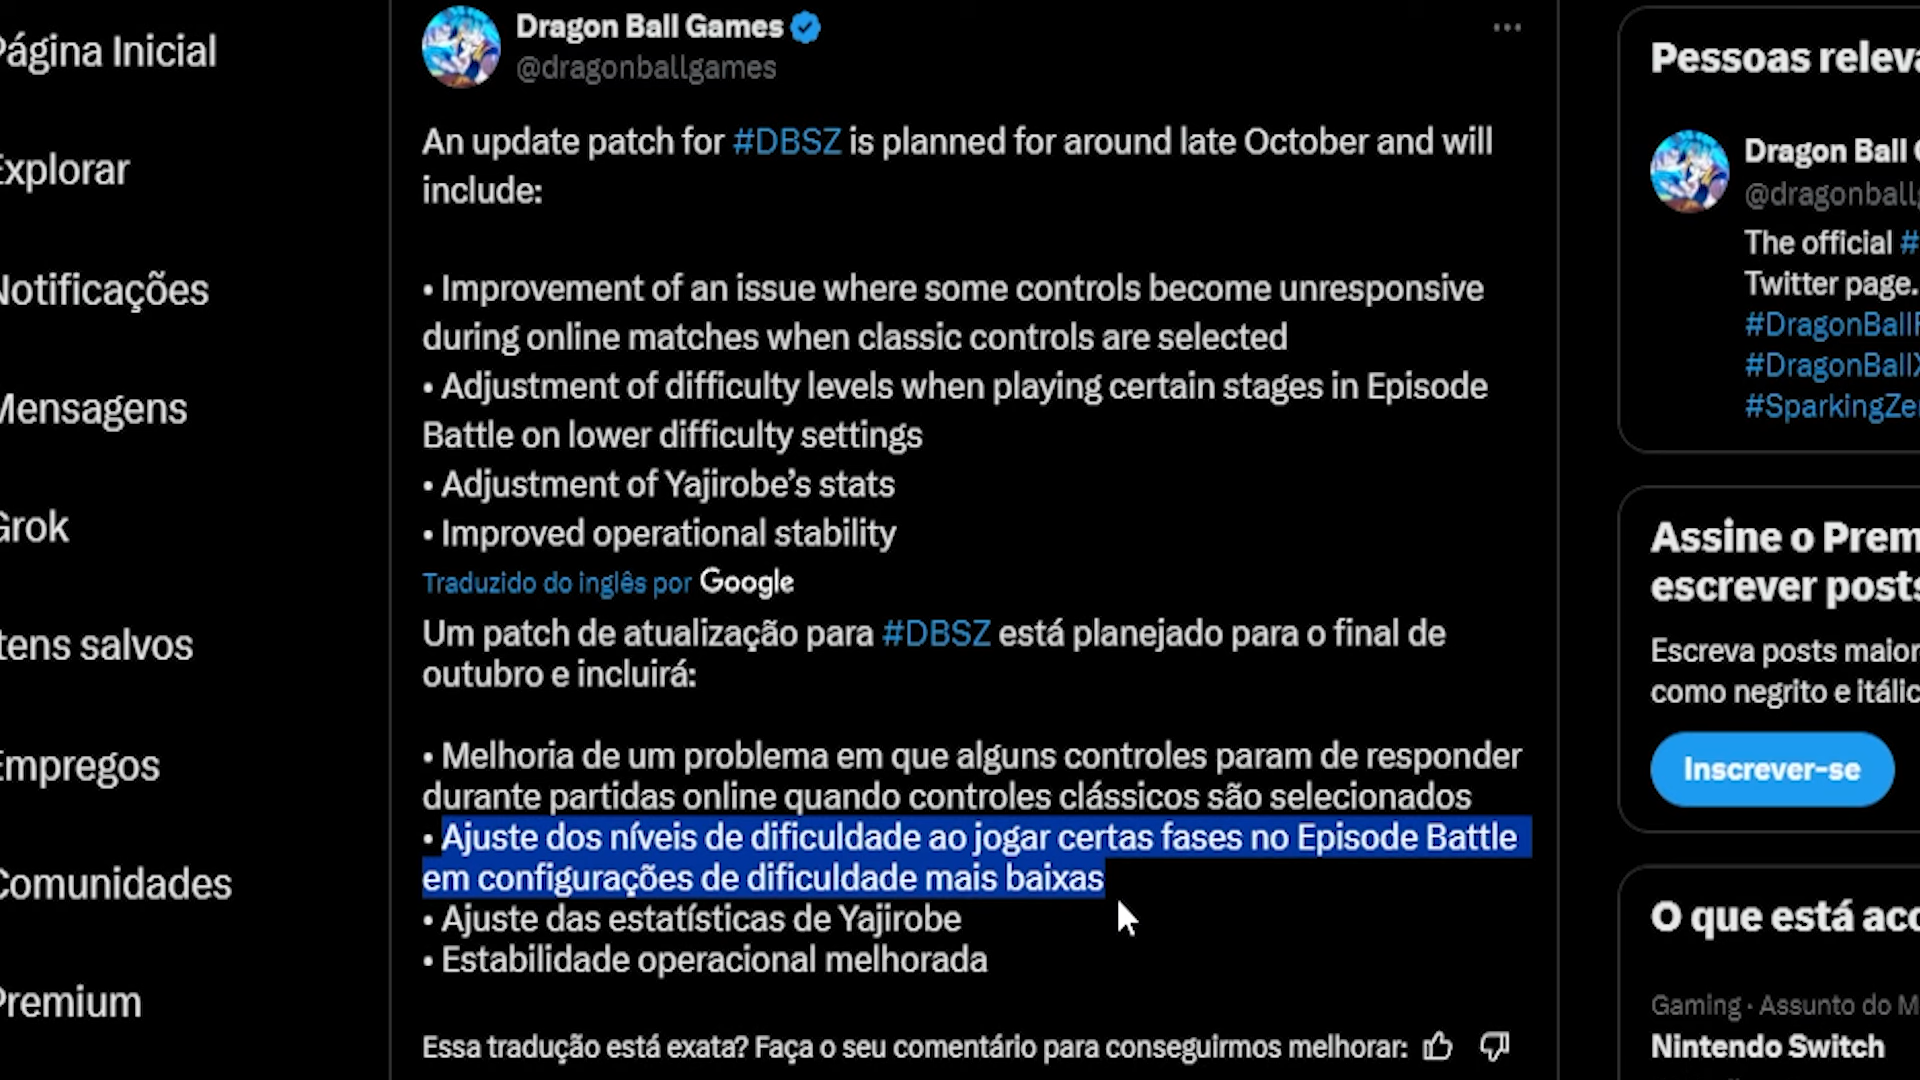 Página Inicial
Explorar
Notificações
Mensagens
Grok
Itens salvos
Empregos
Comunidades
Premium
Dragon Ball Games
@dragonballgames
An update patch for #DBSZ is planned for around late October and will
include:
• Improvement of an issue where some controls become unresponsive
during online matches when classic controls are selected
• Adjustment of difficulty levels when playing certain stages in Episode
Battle on lower difficulty settings
• Adjustment of Yajirobe’s stats
• Improved operational stability
Traduzido do inglês por Google
Um patch de atualização para #DBSZ está planejado para o final de
outubro e incluirá:
• Melhoria de um problema em que alguns controles param de responder
durante partidas online quando controles clássicos são selecionados
• Ajuste dos níveis de dificuldade ao jogar certas fases no Episode Battle
em configurações de dificuldade mais baixas
• Ajuste das estatísticas de Yajirobe
• Estabilidade operacional melhorada
Essa tradução está exata? Faça o seu comentário para conseguirmos melhorar:
Pessoas releva
Dragon Ball
@dragonball
The official #
Twitter page.
#DragonBall
#DragonBall
#SparkingZe
Assine o Prem
escrever posts
Escreva posts maior
como negrito e itálic
Inscrever-se
O que está aco
Gaming · Assunto do M
Nintendo Switch